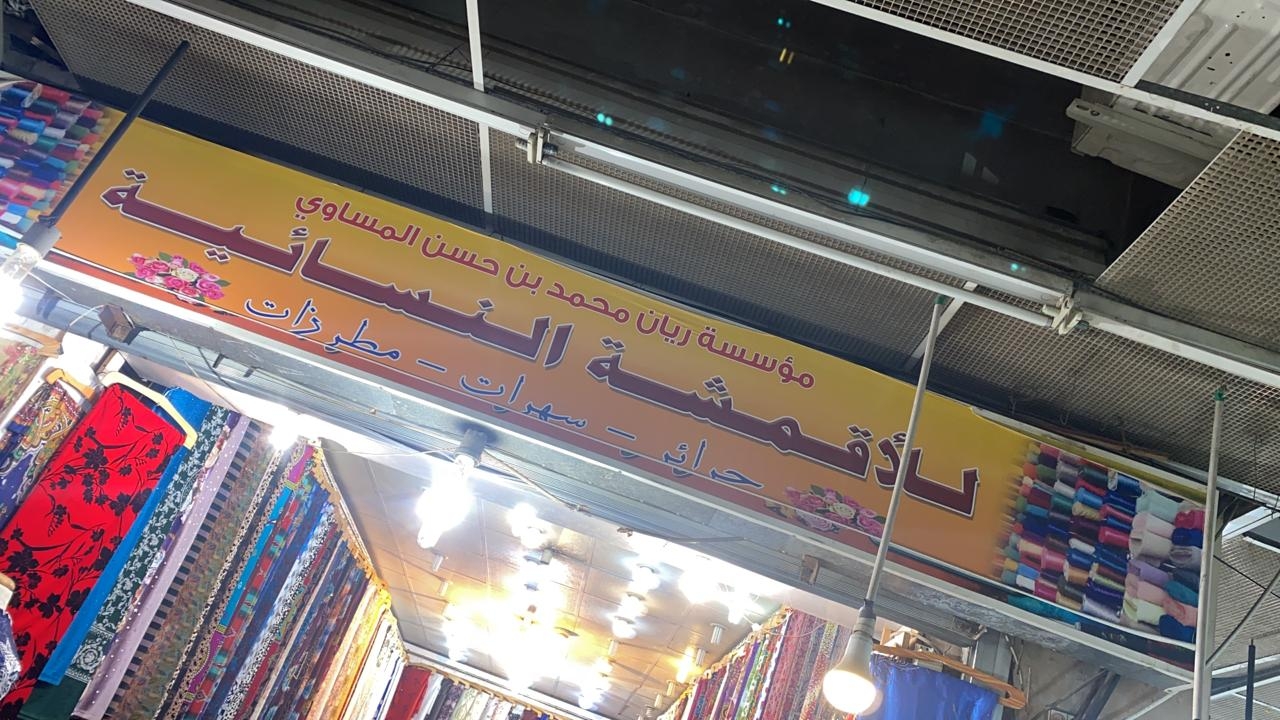 مؤسسة ريان محمد بن حسن المساوي
للأقمشة النسائية
حرائر - سهرات - مطرزات